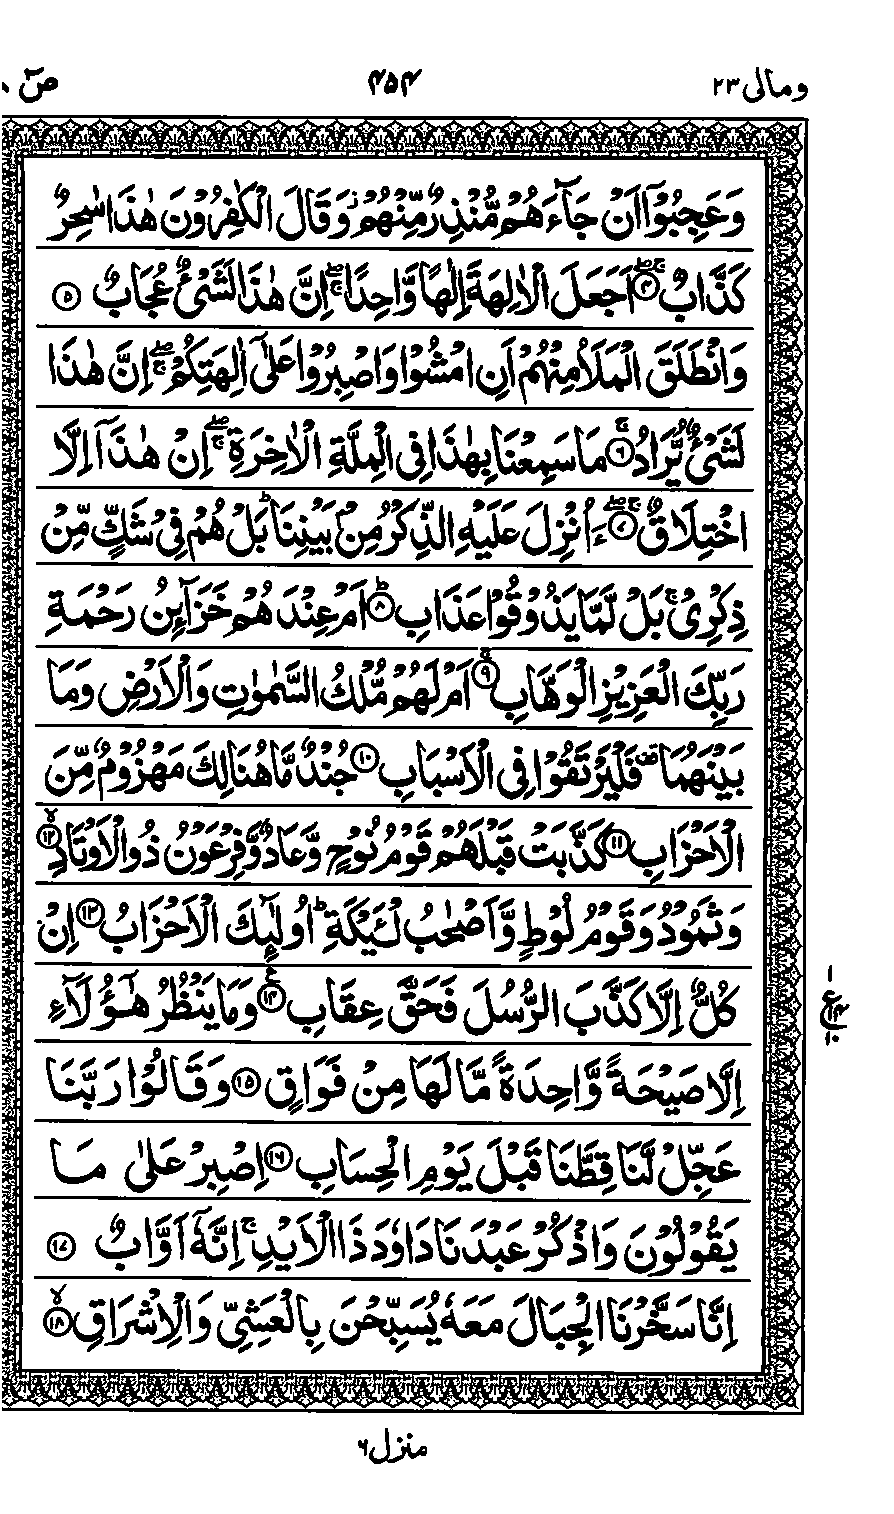 ومالی ۲۳ ۴۵۴ صٓ
وَعَجِبُوْۤا اَنْ جَآءَهُمْ مُّنْذِرٌ مِّنْهُمْ ؗ وَقَالَ الْكٰفِرُوْنَ هٰذَا سٰحِرٌ
كَذَّابٌ ۖۚ ﴿۴﴾ اَجَعَلَ الْاٰلِهَةَ اِلٰهًا وَّاحِدًا ۖۚ اِنَّ هٰذَا لَشَیْءٌ عُجَابٌ ﴿۵﴾
وَانْطَلَقَ الْمَلَاُ مِنْهُمْ اَنِ امْشُوْا وَاصْبِرُوْا عَلٰۤی اٰلِهَتِكُمْ ۖۚ اِنَّ هٰذَا
لَشَیْءٌ یُّرَادُ ۚ ﴿۶﴾ مَا سَمِعْنَا بِهٰذَا فِی الْمِلَّةِ الْاٰخِرَةِ ۖۚ اِنْ هٰذَاۤ اِلَّا
اخْتِلَاقٌ ۖۚ ﴿۷﴾ ءَاُنْزِلَ عَلَیْهِ الذِّكْرُ مِنْۢ بَیْنِنَا ؕ بَلْ هُمْ فِیْ شَكٍّ مِّنْ
ذِكْرِیْ ۚ بَلْ لَّمَّا یَذُوْقُوْا عَذَابِ ؕ ﴿۸﴾ اَمْ عِنْدَهُمْ خَزَآىِٕنُ رَحْمَةِ
رَبِّكَ الْعَزِیْزِ الْوَهَّابِ ۚ ﴿۹﴾ اَمْ لَهُمْ مُّلْكُ السَّمٰوٰتِ وَالْاَرْضِ وَمَا
بَیْنَهُمَا ۫ فَلْیَرْتَقُوْا فِی الْاَسْبَابِ ﴿۱۰﴾ جُنْدٌ مَّا هُنَالِكَ مَهْزُوْمٌ مِّنَ
الْاَحْزَابِ ﴿۱۱﴾ كَذَّبَتْ قَبْلَهُمْ قَوْمُ نُوْحٍ وَّعَادٌ وَّفِرْعَوْنُ ذُو الْاَوْتَادِ ۙ ﴿۱۲﴾
وَثَمُوْدُ وَقَوْمُ لُوْطٍ وَّاَصْحٰبُ لْـَٔیْكَةِ ؕ اُولٰٓىِٕكَ الْاَحْزَابُ ﴿۱۳﴾ اِنْ
كُلٌّ اِلَّا كَذَّبَ الرُّسُلَ فَحَقَّ عِقَابِ ﴿۱۴﴾ وَمَا یَنْظُرُ هٰۤؤُلَآءِ
اِلَّا صَیْحَةً وَّاحِدَةً مَّا لَهَا مِنْ فَوَاقٍ ﴿۱۵﴾ وَقَالُوْا رَبَّنَا
عَجِّلْ لَّنَا قِطَّنَا قَبْلَ یَوْمِ الْحِسَابِ ﴿۱۶﴾ اِصْبِرْ عَلٰی مَا
یَقُوْلُوْنَ وَاذْكُرْ عَبْدَنَا دَاوٗدَ ذَا الْاَیْدِ ۚ اِنَّهٗۤ اَوَّابٌ ﴿۱۷﴾
اِنَّا سَخَّرْنَا الْجِبَالَ مَعَهٗ یُسَبِّحْنَ بِالْعَشِیِّ وَالْاِشْرَاقِ ۙ ﴿۱۸﴾
۱
ع
۱۴
۱۰
منزل ۶